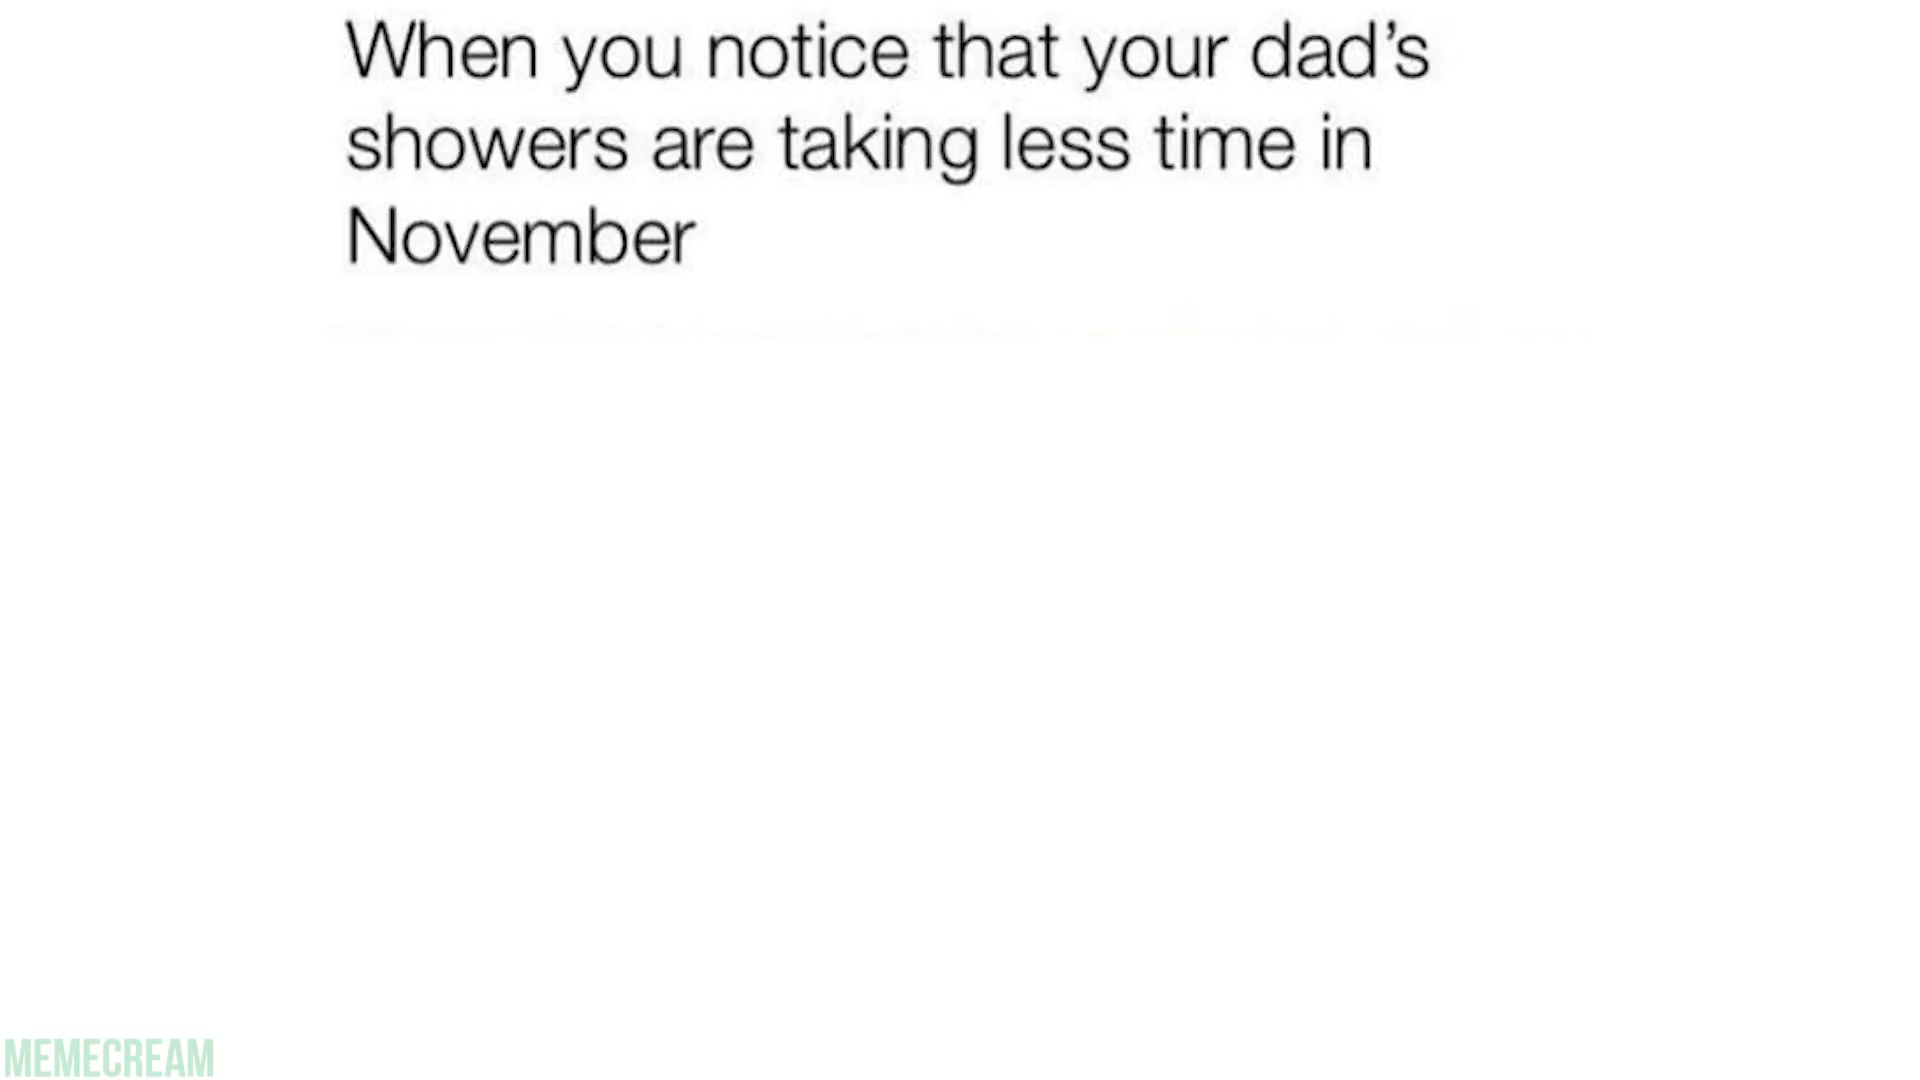 When you notice that your dad’s
showers are taking less time in
November
MEMECREAM